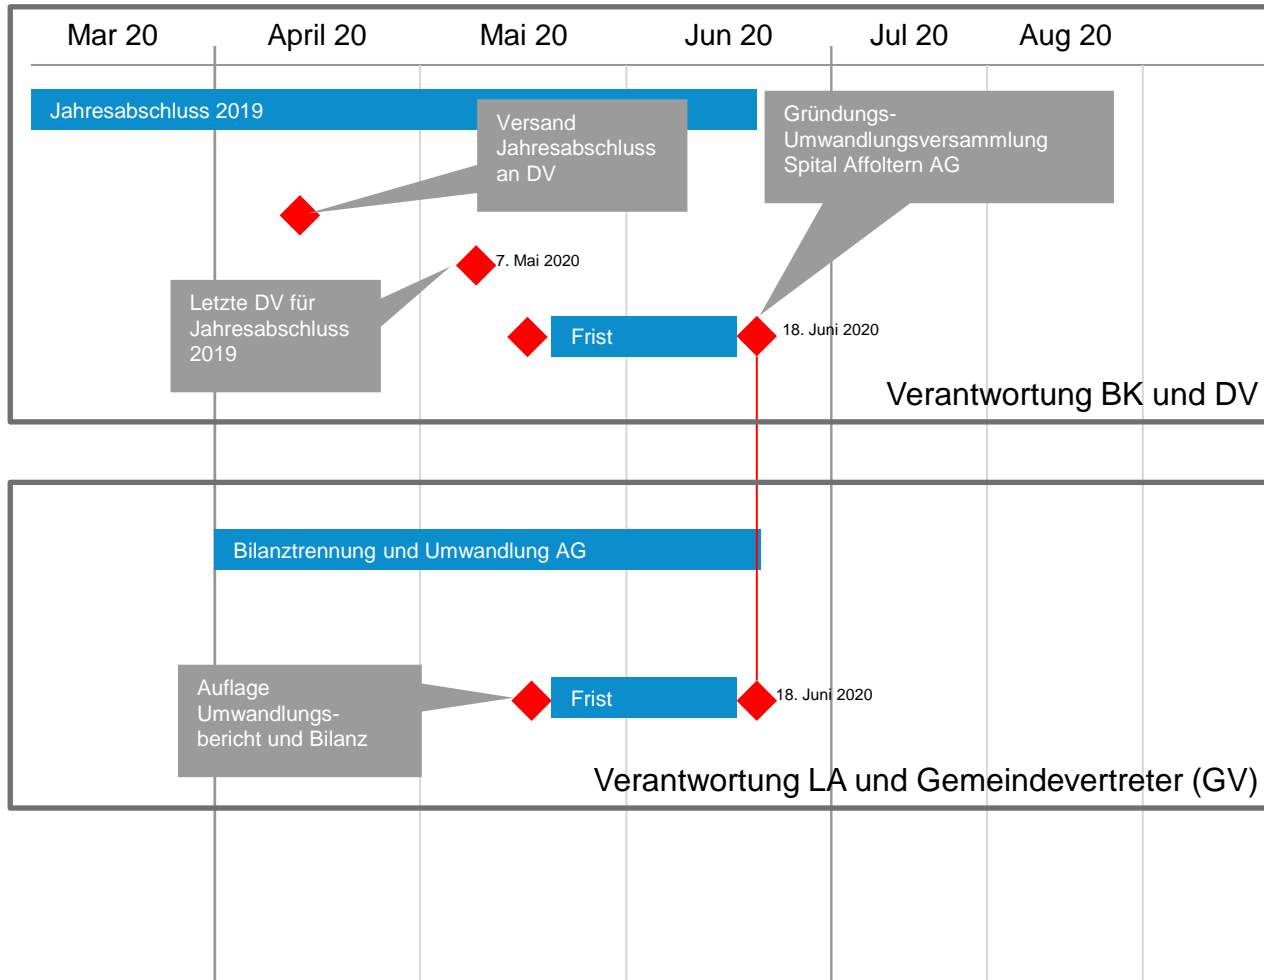 Mar 20 April 20 Mai 20 Jun 20 Jul 20 Aug 20
Jahresabschluss 2019
Versand
Jahresabschluss
an DV
Gründungs-
Umwandlungsversammlung
Spital Affoltern AG
7. Mai 2020
Letzte DV für
Jahresabschluss
2019
Frist
18. Juni 2020
Verantwortung BK und DV
Bilanztrennung und Umwandlung AG
Auflage
Umwandlungs-
bericht und Bilanz
Frist
18. Juni 2020
Verantwortung LA und Gemeindevertreter (GV)